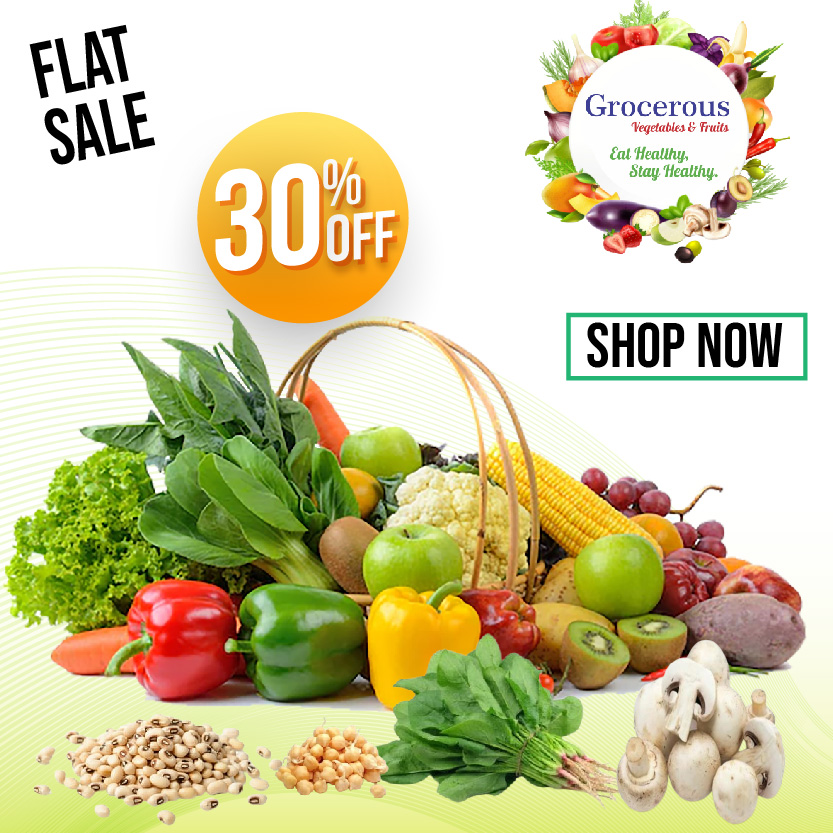 FLAT
SALE
30% OFF
Grocerous
Vegetables & Fruits
Eat Healthy,
Stay Healthy.
SHOP NOW